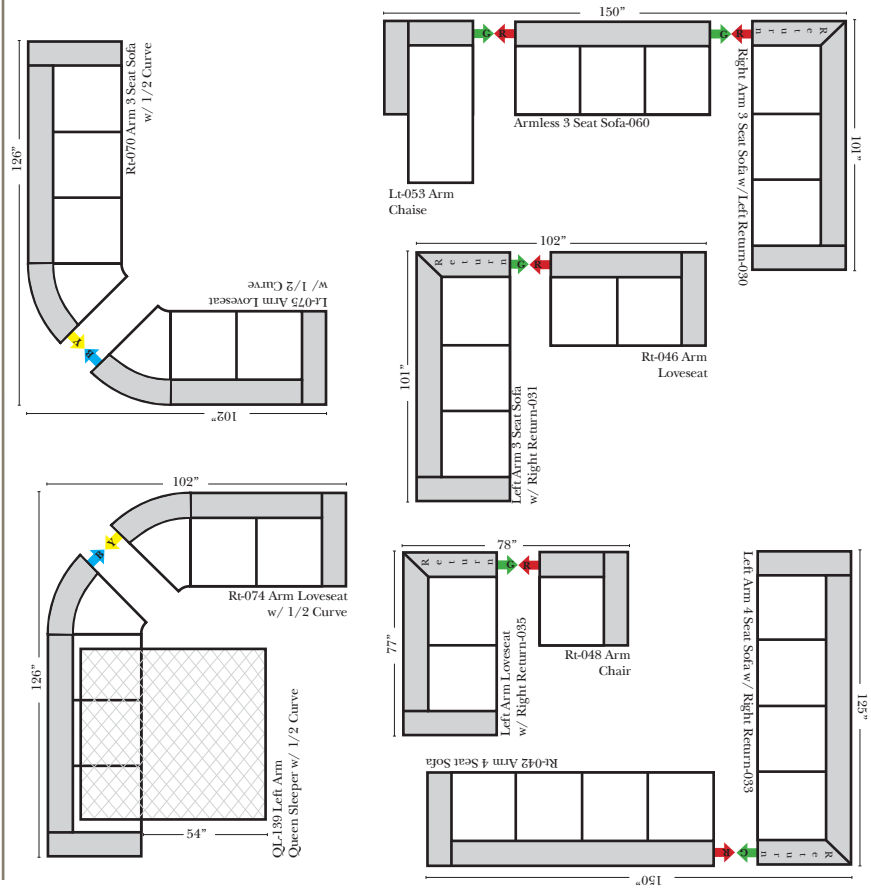 126”
Rt-070 Arm 3 Seat Sofa
w/ 1/2 Curve
Y
B
Lt-075 Arm Loveseat
w/ 1/2 Curve
102”
150”
G
R
G
R
Return
Lt-053 Arm
Chaise
Armless 3 Seat Sofa-060
Right Arm 3 Seat Sofa w/Left Return-030
101”
102”
Return
G
R
101”
Left Arm 3 Seat Sofa
w/ Right Return-031
Rt-046 Arm
Loveseat
102”
B
Y
126”
Rt-074 Arm Loveseat
w/ 1/2 Curve
54”
QL-139 Left Arm
Queen Sleeper w/ 1/2 Curve
78”
Return
G
R
77”
Left Arm Loveseat
w/ Right Return-035
Rt-048 Arm
Chair
Left Arm 4 Seat Sofa w/ Right Return-033
125”
Rt-042 Arm 4 Seat Sofa
R
G
Return
150”